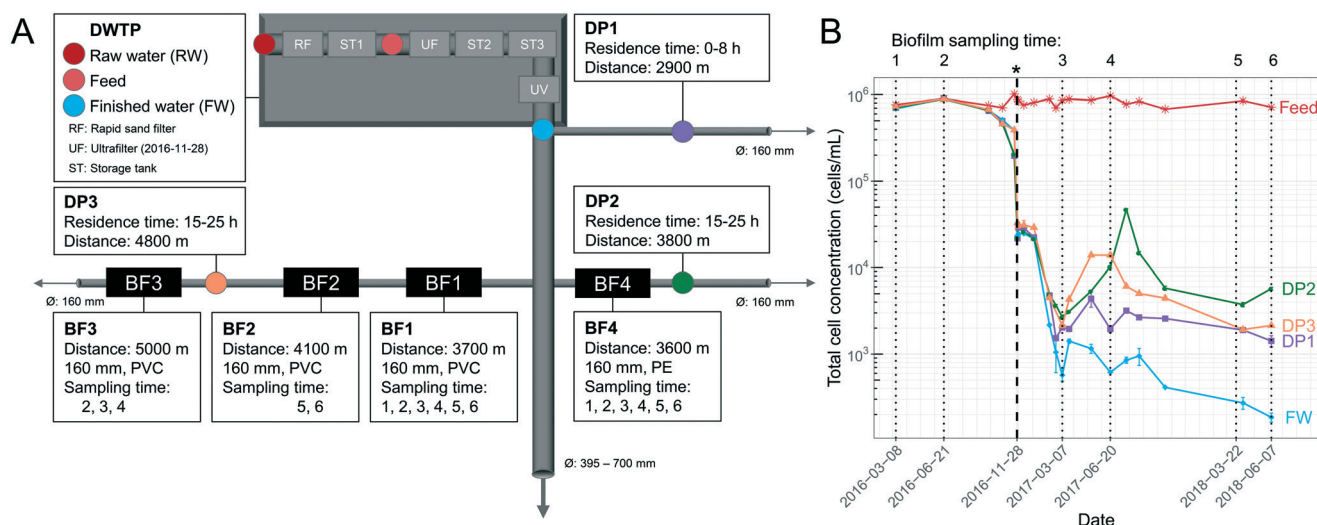 A
DWTP
Raw water (RW)
Feed
Finished water (FW)
RF: Rapid sand filter
UF: Ultrafilter (2016-11-28)
ST: Storage tank
RF
ST1
UF
ST2
ST3
UV
DP1
Residence time: 0-8 h
Distance: 2900 m
Ø: 160 mm
DP3
Residence time: 15-25 h
Distance: 4800 m
DP2
Residence time: 15-25 h
Distance: 3800 m
BF3
BF2
BF1
BF4
Ø: 160 mm
Ø: 160 mm
BF3
Distance: 5000 m
160 mm, PVC
Sampling time:
2, 3, 4
BF2
Distance: 4100 m
160 mm, PVC
Sampling time:
5, 6
BF1
Distance: 3700 m
160 mm, PVC
Sampling time:
1, 2, 3, 4, 5, 6
BF4
Distance: 3600 m
160 mm, PE
Sampling time:
1, 2, 3, 4, 5, 6
Ø: 395 – 700 mm
B
Biofilm sampling time:
1 2 * 3 4 5 6
Total cell concentration (cells/mL)
10⁶
10⁵
10⁴
10³
Feed
DP2
DP3
DP1
FW
2016−03−08
2016−06−21
2016−11−28
2017−03−07
2017−06−20
2018−03−22
2018−06−07
Date